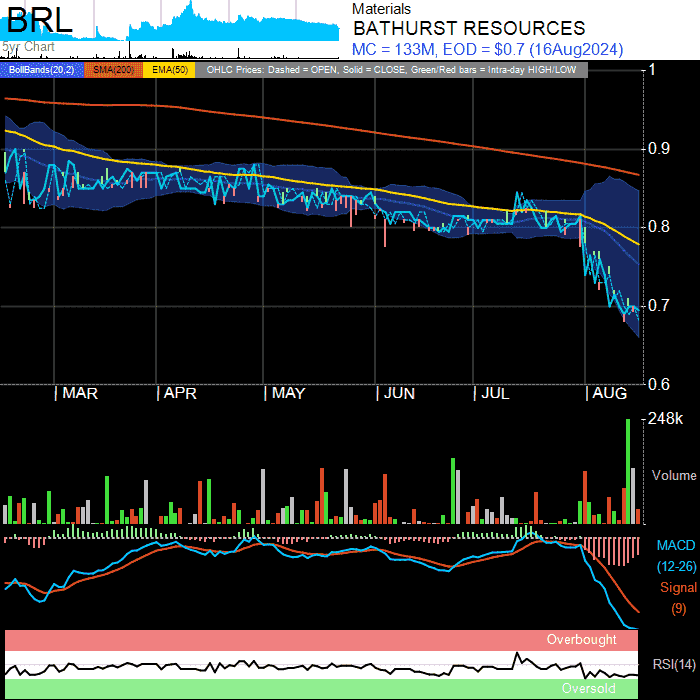 BRL
5yr Chart
Materials
BATHURST RESOURCES
MC = 133M, EOD = $0.7 (16Aug2024)
BollBands(20,2) SMA(200) EMA(50) OHLC Prices: Dashed = OPEN, Solid = CLOSE, Green/Red bars = Intra-day HIGH/LOW
1
0.9
0.8
0.7
0.6
| MAR | APR | MAY | JUN | JUL | AUG
248k
Volume
MACD
(12-26)
Signal
(9)
Overbought
RSI(14)
Oversold